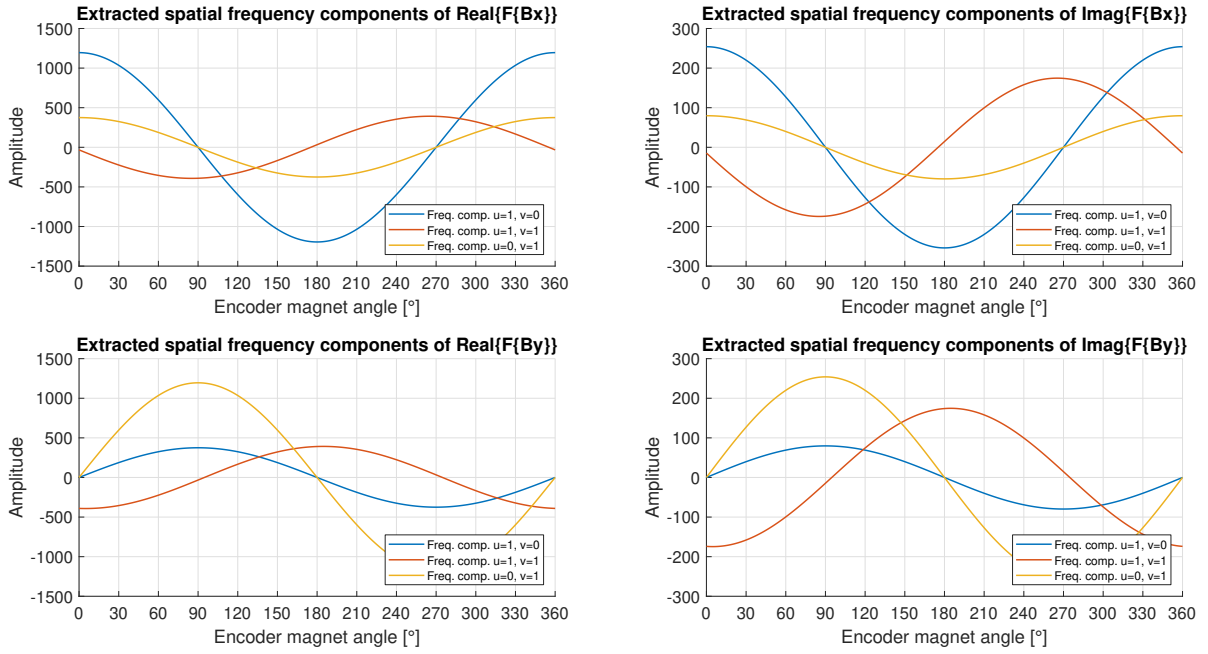 Extracted spatial frequency components of Real{F{Bx}}
1500
1000
500
0
-500
-1000
-1500
Amplitude
Freq. comp. u=1, v=0
Freq. comp. u=1, v=1
Freq. comp. u=0, v=1
0 30 60 90 120 150 180 210 240 270 300 330 360
Encoder magnet angle [°]
Extracted spatial frequency components of Imag{F{Bx}}
300
200
100
0
-100
-200
-300
Amplitude
Freq. comp. u=1, v=0
Freq. comp. u=1, v=1
Freq. comp. u=0, v=1
0 30 60 90 120 150 180 210 240 270 300 330 360
Encoder magnet angle [°]
Extracted spatial frequency components of Real{F{By}}
1500
1000
500
0
-500
-1000
-1500
Amplitude
Freq. comp. u=1, v=0
Freq. comp. u=1, v=1
Freq. comp. u=0, v=1
0 30 60 90 120 150 180 210 240 270 300 330 360
Encoder magnet angle [°]
Extracted spatial frequency components of Imag{F{By}}
300
200
100
0
-100
-200
-300
Amplitude
Freq. comp. u=1, v=0
Freq. comp. u=1, v=1
Freq. comp. u=0, v=1
0 30 60 90 120 150 180 210 240 270 300 330 360
Encoder magnet angle [°]